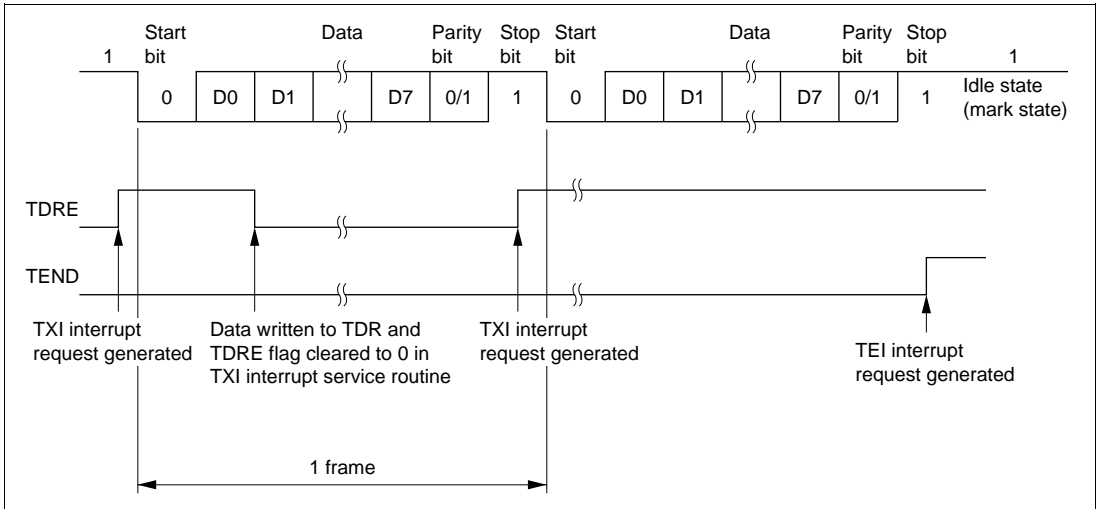 Start bit Data Parity bit Stop bit Start bit Data Parity bit Stop bit
1 1
0 D0 D1 D7 0/1 1 0 D0 D1 D7 0/1 1 Idle state (mark state)
TDRE
TEND
TXI interrupt
request generated
Data written to TDR and
TDRE flag cleared to 0 in
TXI interrupt service routine
TXI interrupt
request generated
TEI interrupt
request generated
1 frame